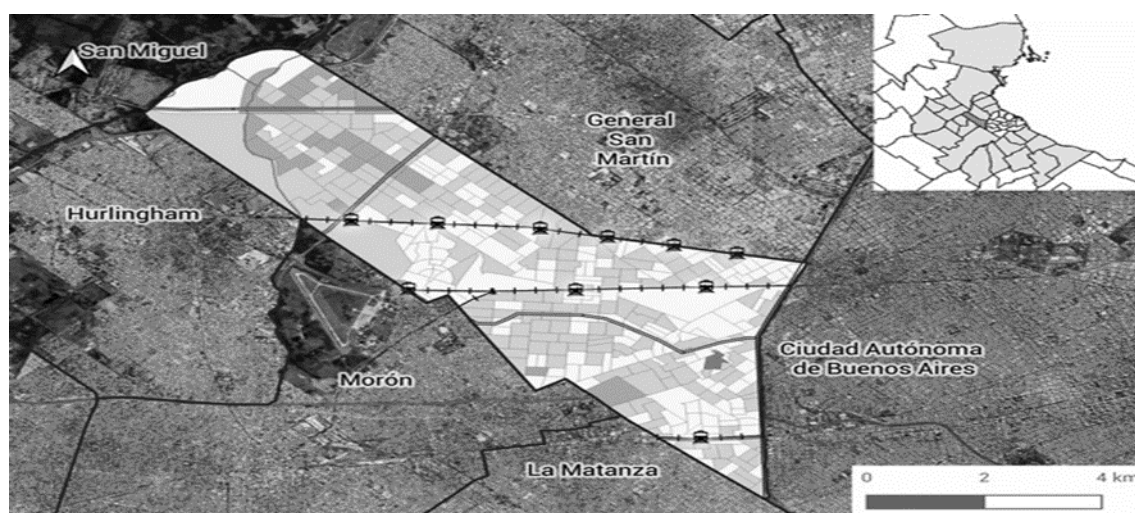 San Miguel
General
San
Martín
Hurlingham
Ciudad Autónoma
de Buenos Aires
Morón
La Matanza
0 2 4 km